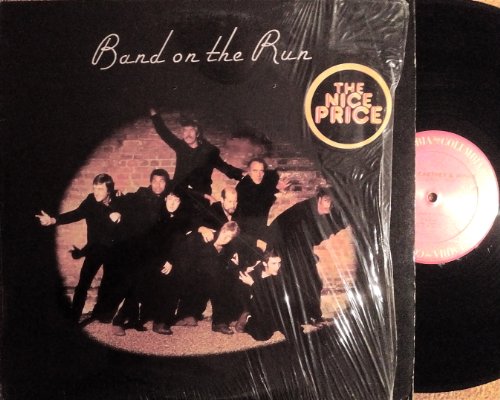 Band on the Run
THE
NICE
PRICE